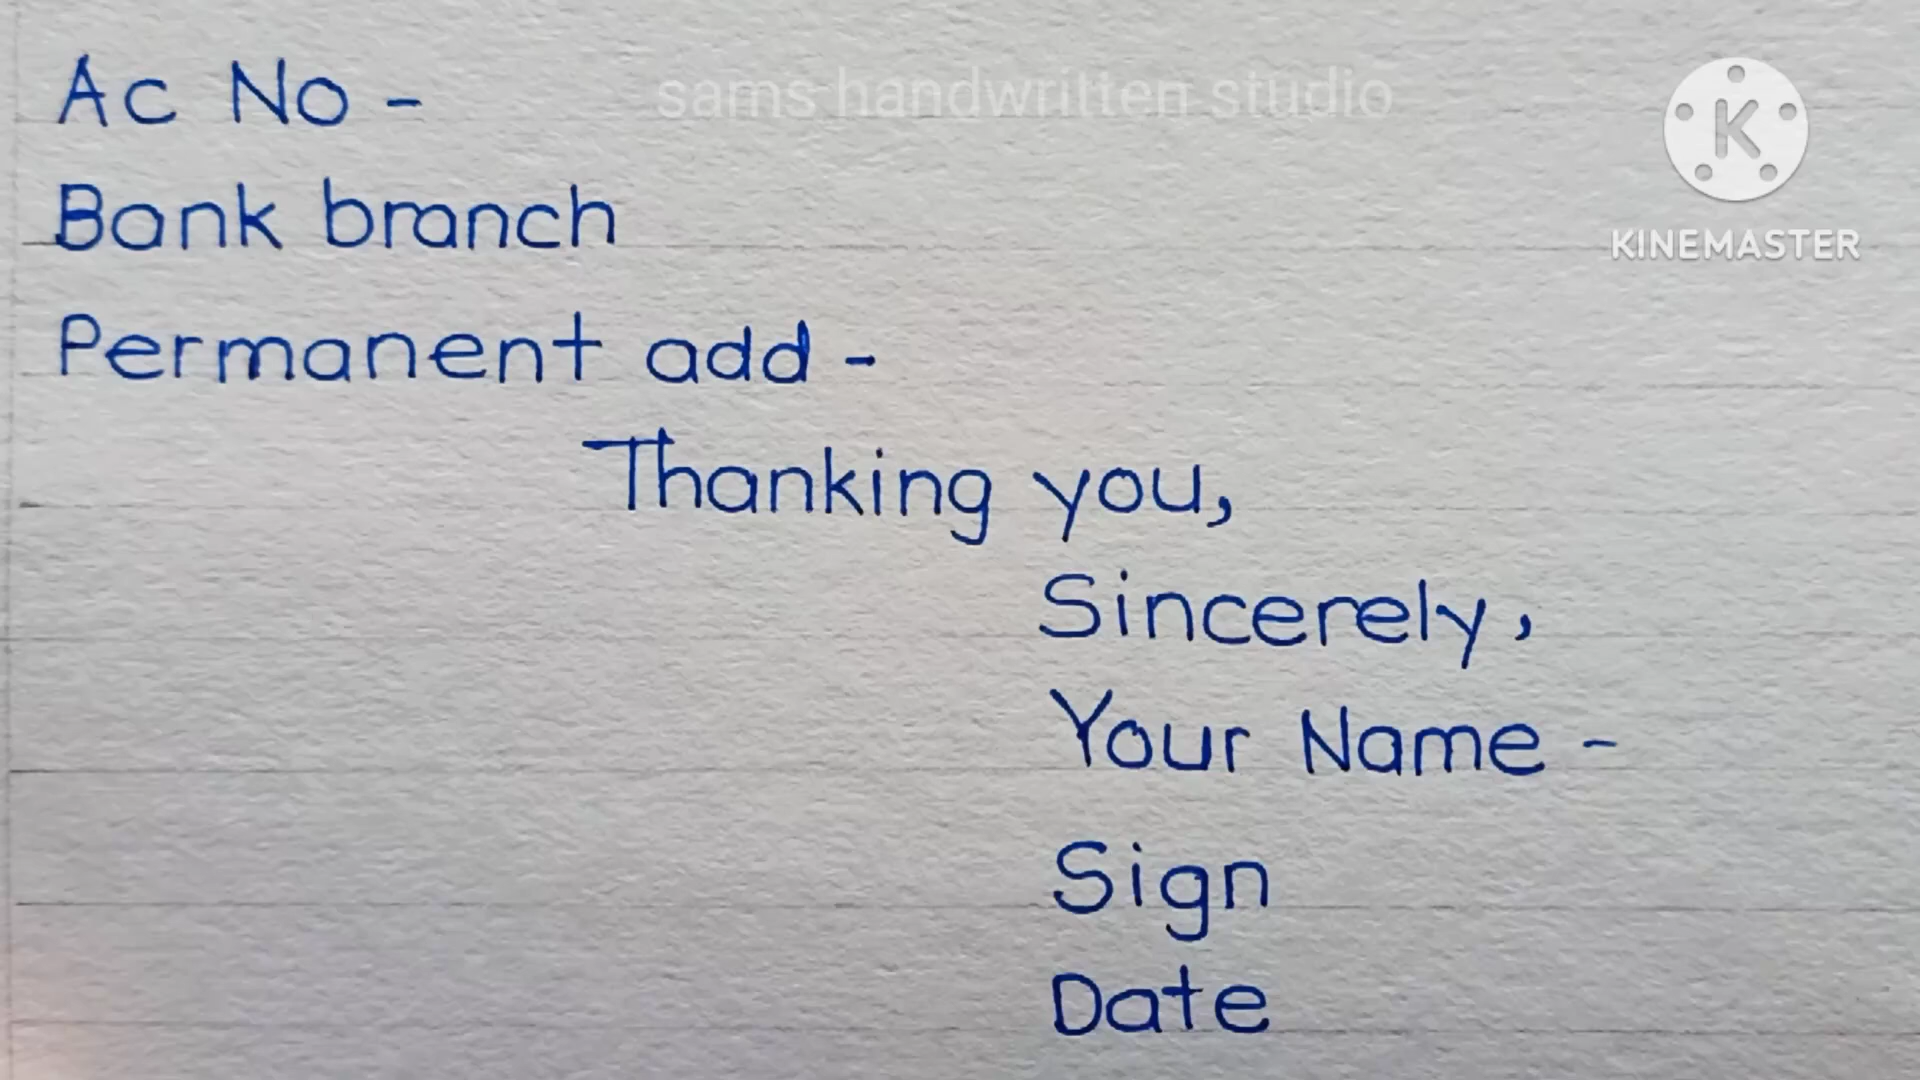 Ac No -
sams handwritten studio
K
KINEMASTER
Bank branch
Permanent add -
Thanking you,
Sincerely,
Your Name -
Sign
Date